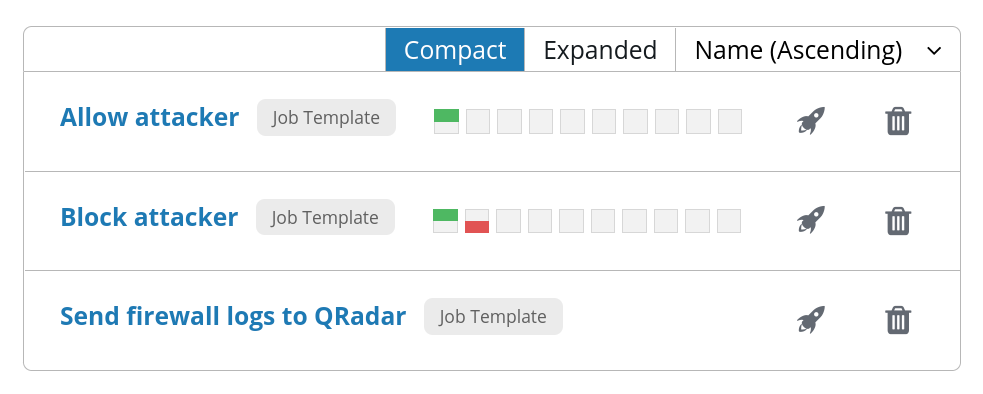 Compact Expanded Name (Ascending)
Allow attacker Job Template
Block attacker Job Template
Send firewall logs to QRadar Job Template